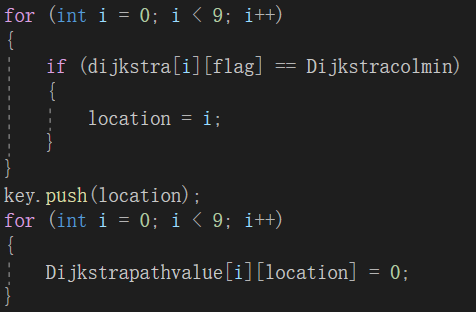 for (int i = 0; i < 9; i++)
{
    if (dijkstra[i][flag] == Dijkstracolmin)
    {
        location = i;
    }
}
key.push(location);
for (int i = 0; i < 9; i++)
{
    Dijkstrapathvalue[i][location] = 0;
}